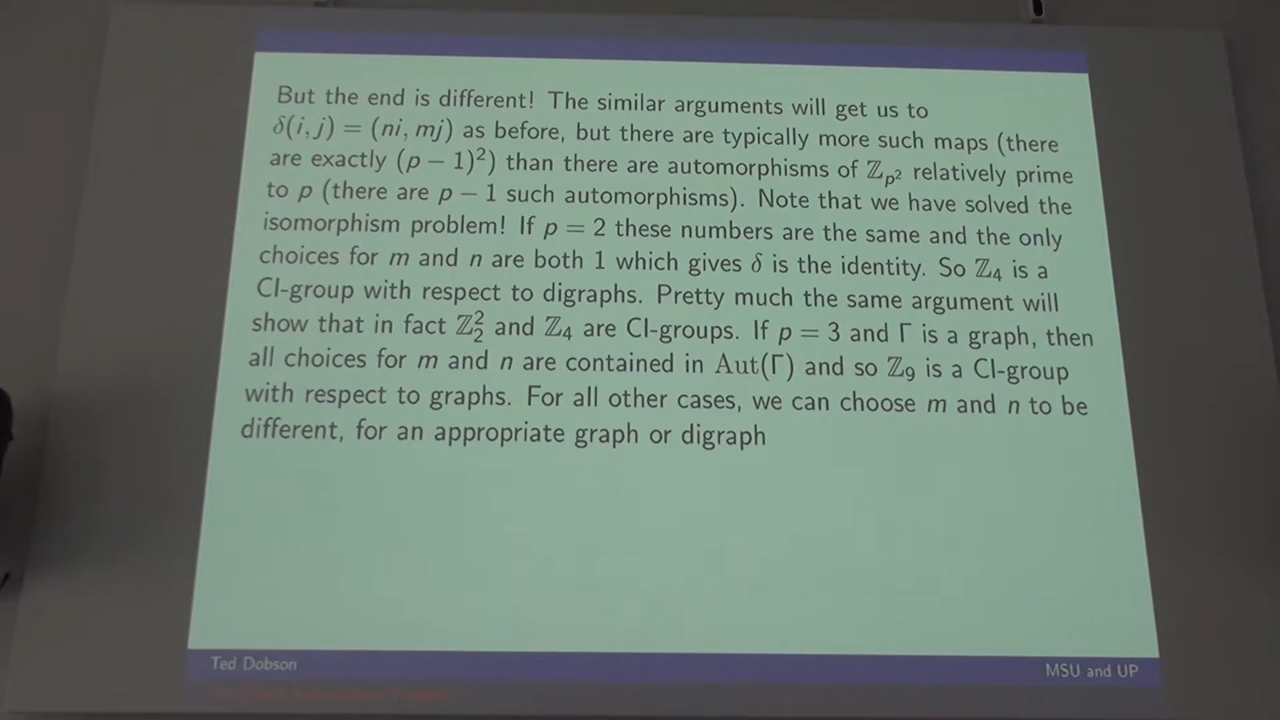 But the end is different! The similar arguments will get us to
δ(i, j) = (ni, mj) as before, but there are typically more such maps (there
are exactly (p − 1)²) than there are automorphisms of ℤ_{p²} relatively prime
to p (there are p − 1 such automorphisms). Note that we have solved the
isomorphism problem! If p = 2 these numbers are the same and the only
choices for m and n are both 1 which gives δ is the identity. So ℤ₄ is a
CI-group with respect to digraphs. Pretty much the same argument will
show that in fact ℤ₂² and ℤ₄ are CI-groups. If p = 3 and Γ is a graph, then
all choices for m and n are contained in Aut(Γ) and so ℤ₉ is a CI-group
with respect to graphs. For all other cases, we can choose m and n to be
different, for an appropriate graph or digraph
Ted Dobson
MSU and UP